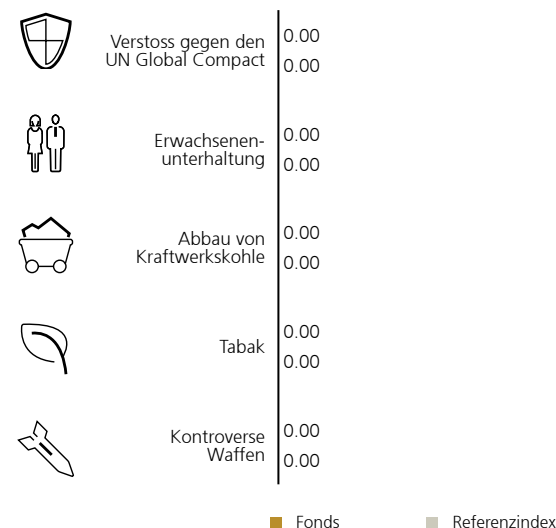 Verstoss gegen den
UN Global Compact
0.00
0.00
Erwachsenen-
unterhaltung
0.00
0.00
Abbau von
Kraftwerkskohle
0.00
0.00
Tabak
0.00
0.00
Kontroverse
Waffen
0.00
0.00
Fonds
Referenzindex